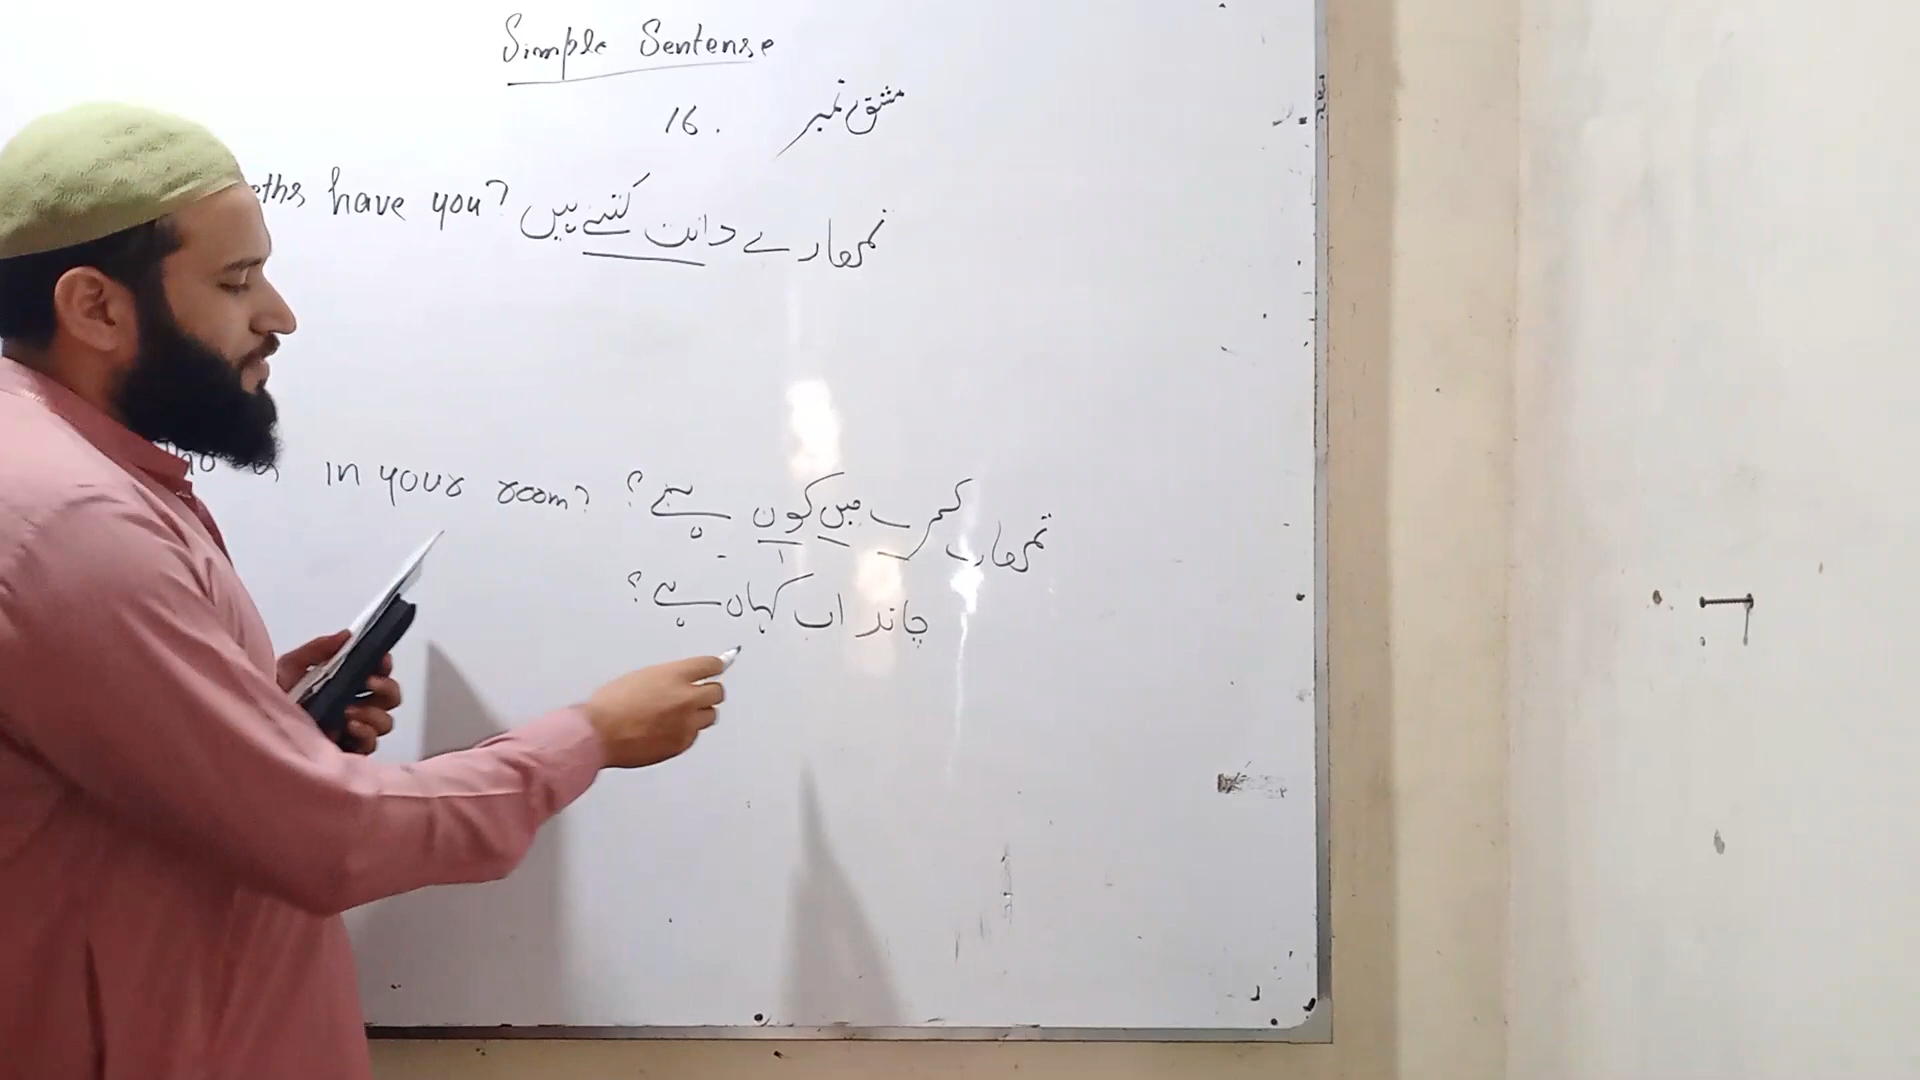 Simple Sentense
مشق نمبر 16.
eths have you? تمھارے دانت کتنے ہیں
in your room? تمھارے کمرے میں کون ہے؟
چاند اب کہاں ہے؟